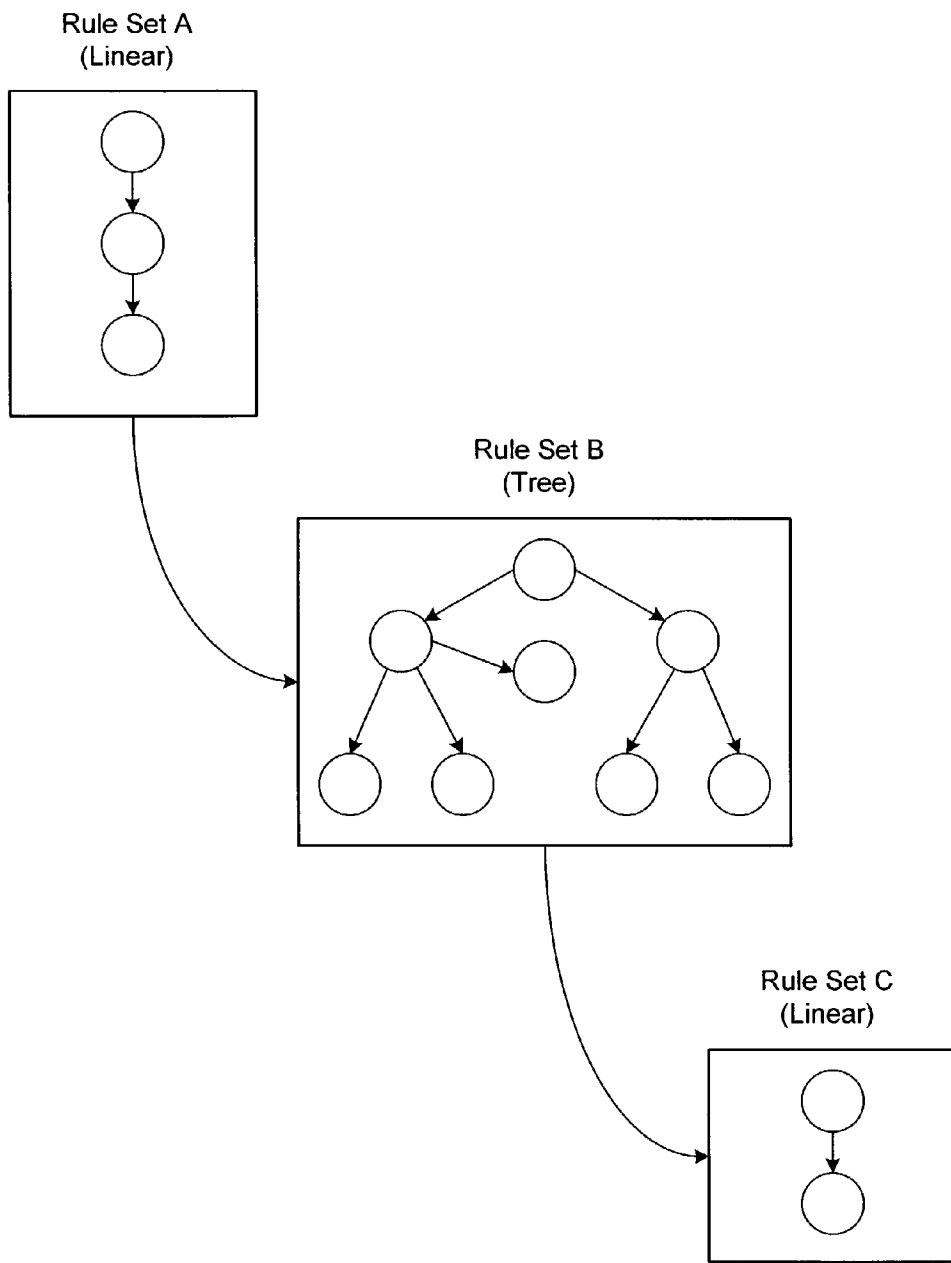 Rule Set A
(Linear)
Rule Set B
(Tree)
Rule Set C
(Linear)